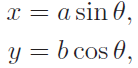 x = a sin θ,
y = b cos θ,